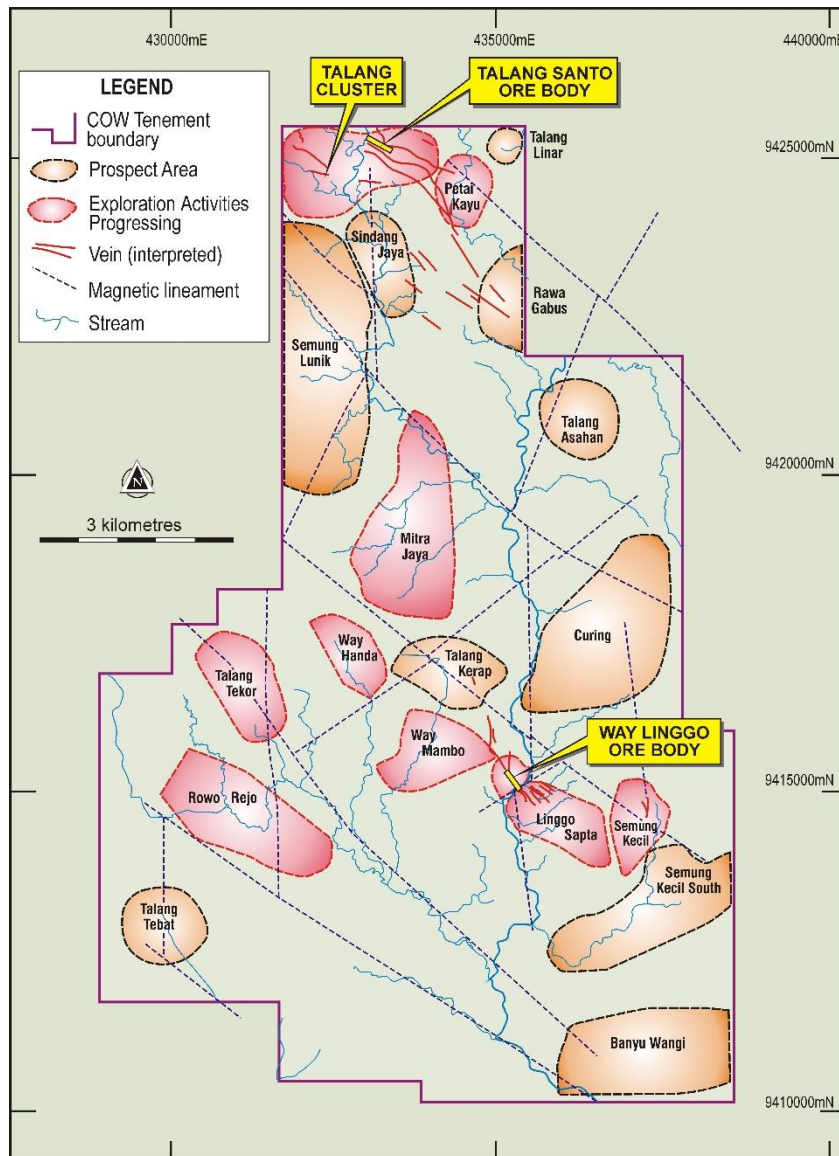 430000mE
435000mE
440000mE
LEGEND
COW Tenement
boundary
Prospect Area
Exploration Activities
Progressing
Vein (interpreted)
Magnetic lineament
Stream
TALANG
CLUSTER
TALANG SANTO
ORE BODY
Talang
Linar
9425000mN
Petai
Kayu
Sindang
Jaya
Rawa
Gabus
Semung
Lunik
Talang
Asahan
9420000mN
N
3 kilometres
Mitra
Jaya
Curing
Way
Handa
Talang
Kerap
Talang
Tekor
WAY LINGGO
ORE BODY
Way
Mambo
9415000mN
Rowo Rejo
Linggo
Sapta
Semung
Kecil
Semung
Kecil South
Talang
Tebat
Banyu Wangi
9410000mN
430000mE
435000mE